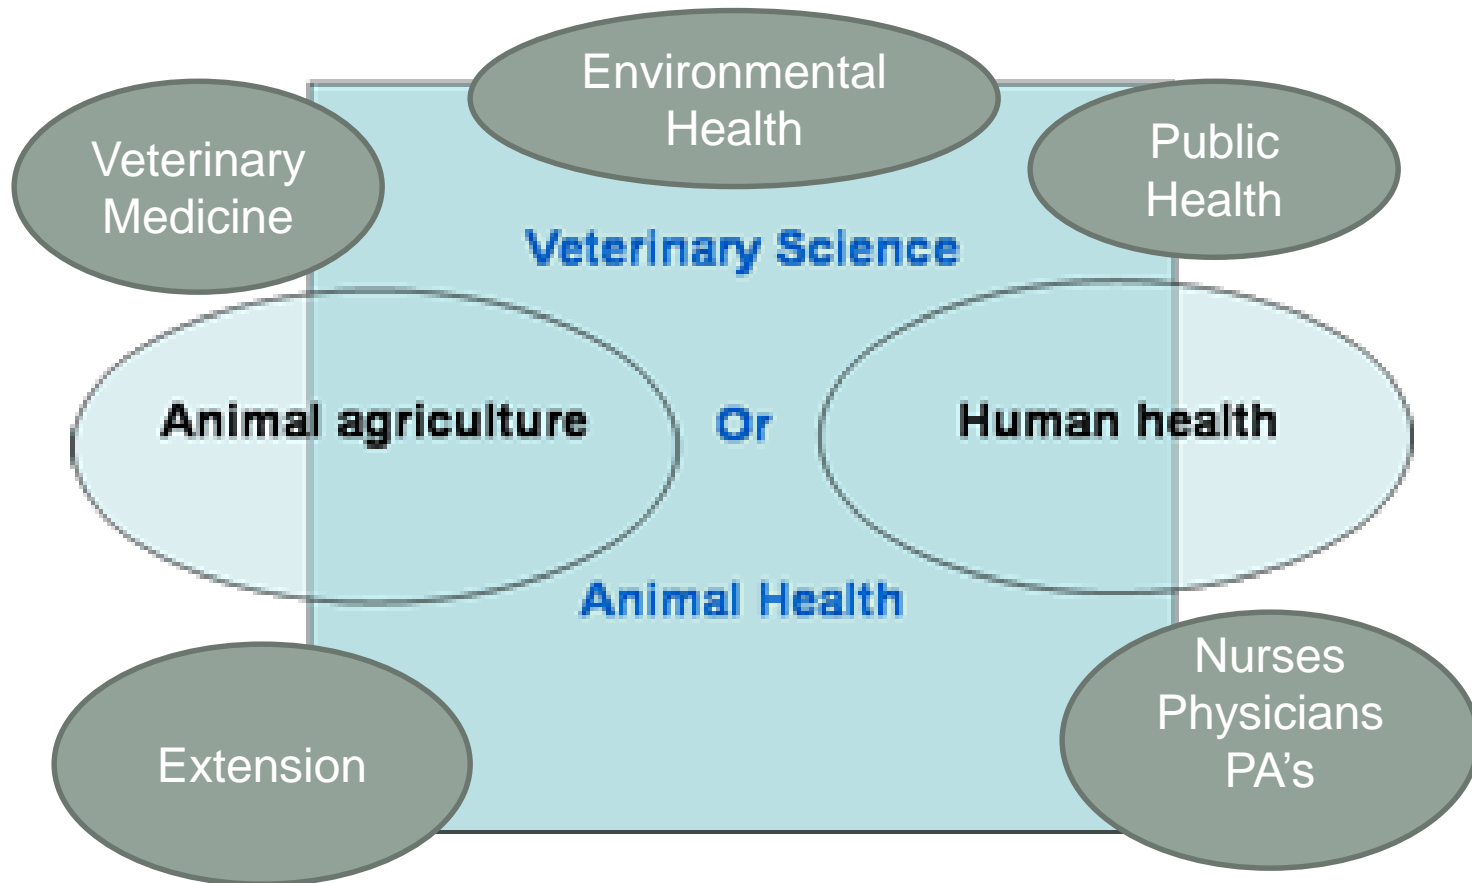 Environmental
Health
Veterinary
Medicine
Public
Health
Veterinary Science
Animal agriculture
Or
Human health
Animal Health
Extension
Nurses
Physicians
PA’s